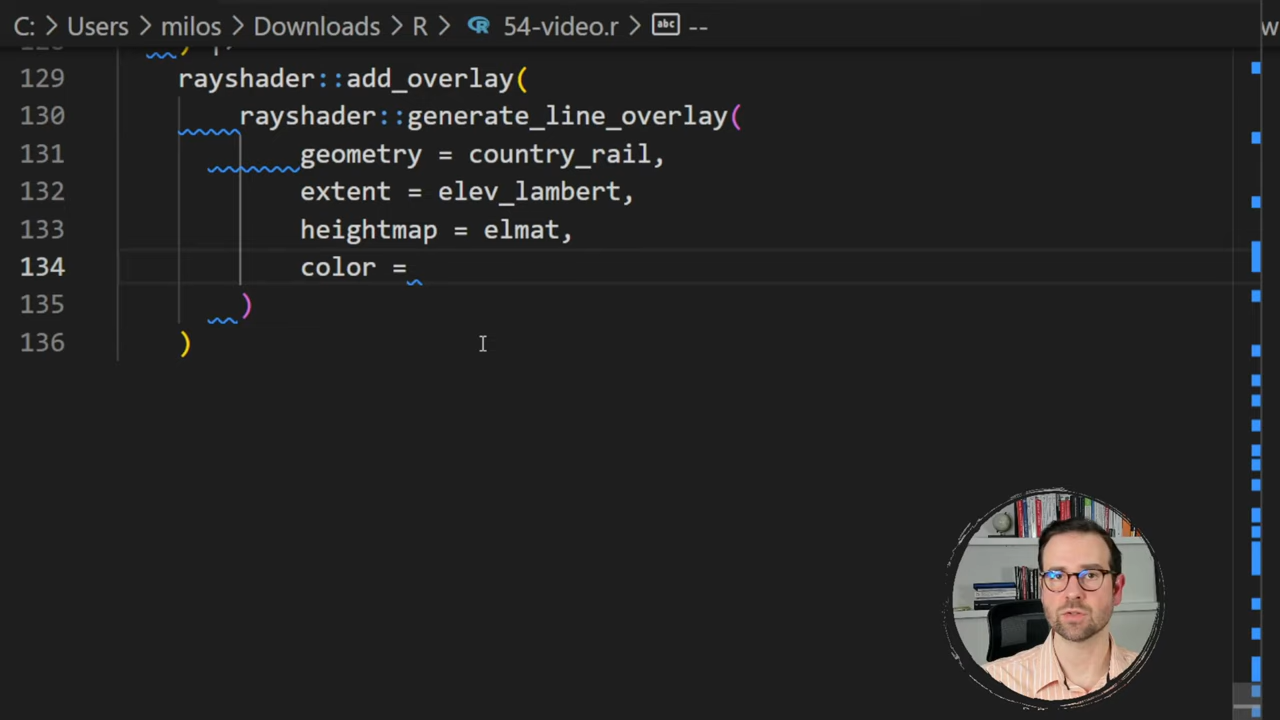 C: > Users > milos > Downloads > R > 54-video.r > abc --
129 rayshader::add_overlay(
130 rayshader::generate_line_overlay(
131 geometry = country_rail,
132 extent = elev_lambert,
133 heightmap = elmat,
134 color =
135 )
136 )